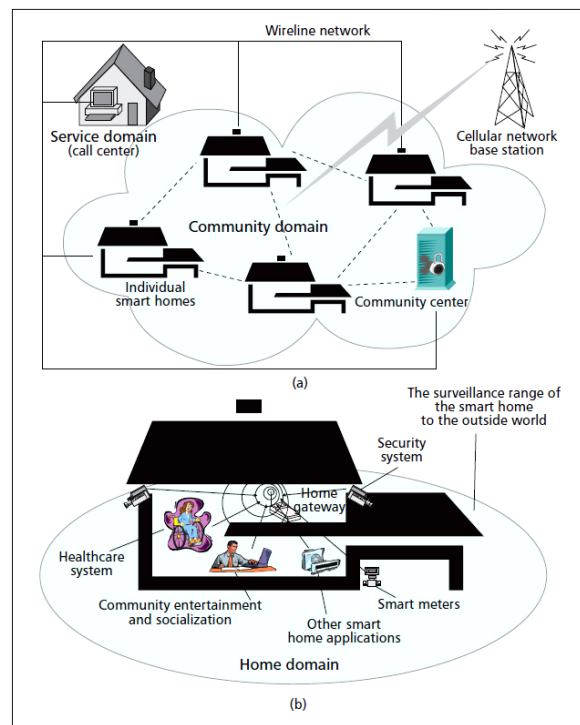 Wireline network
Service domain
(call center)
Cellular network
base station
Community domain
Individual
smart homes
Community center
(a)
The surveillance range of
the smart home
to the outside world
Security
system
Home
gateway
Healthcare
system
Community entertainment
and socialization
Other smart
home applications
Smart meters
Home domain
(b)